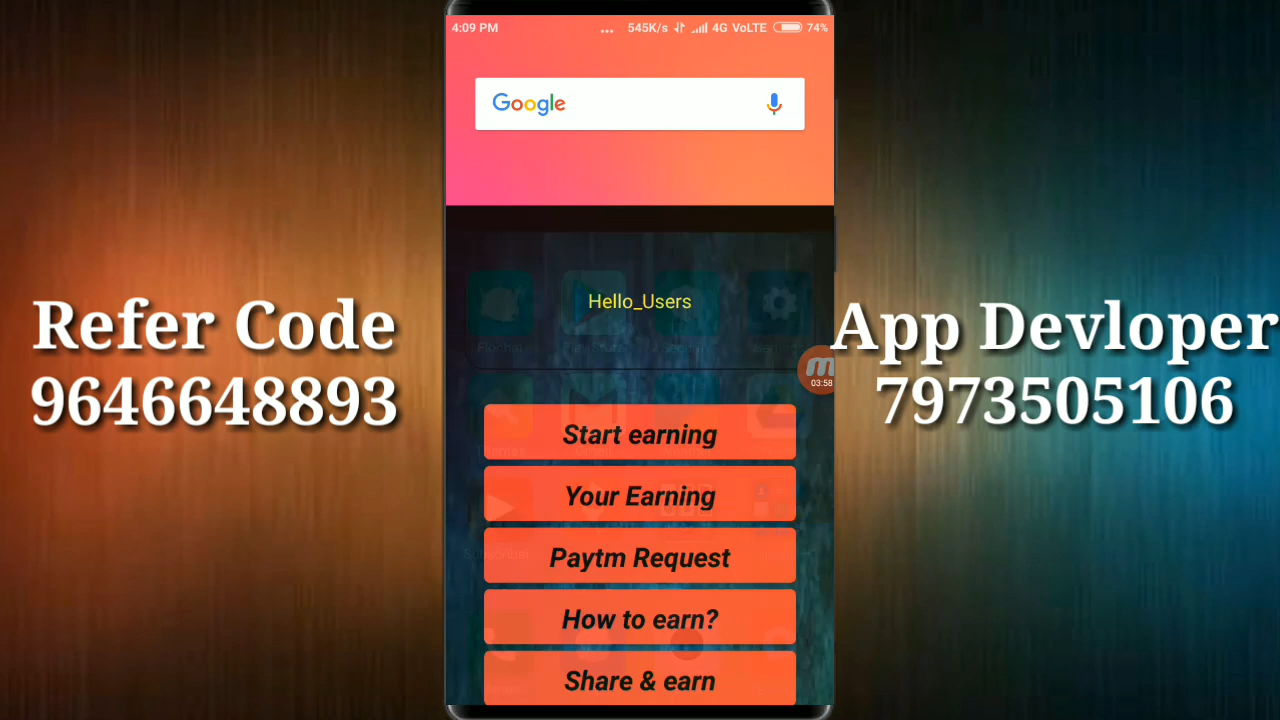 4:09 PM
... 545K/s 4G VoLTE 74%
Google
Refer Code
9646648893
Hello_Users
App Devloper
7973505106
03:58
Start earning
Your Earning
Paytm Request
How to earn?
Share & earn